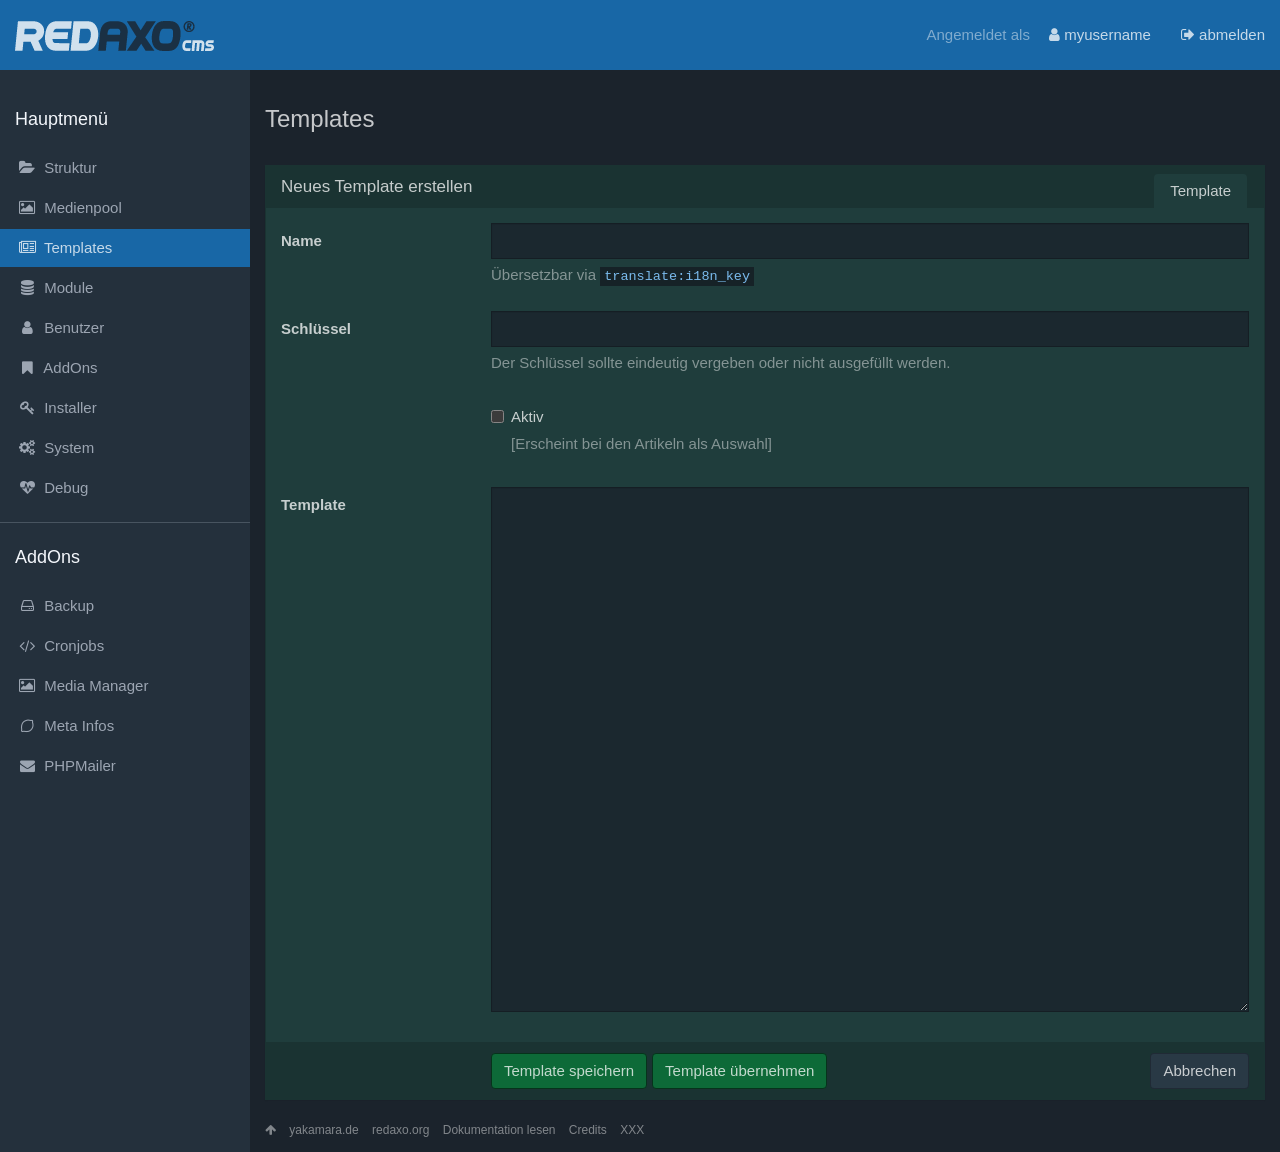 REDAXO® cms
Angemeldet als myusername abmelden
Hauptmenü
Struktur
Medienpool
Templates
Module
Benutzer
AddOns
Installer
System
Debug
AddOns
Backup
Cronjobs
Media Manager
Meta Infos
PHPMailer
Templates
Neues Template erstellen
Template
Name
Übersetzbar via translate:i18n_key
Schlüssel
Der Schlüssel sollte eindeutig vergeben oder nicht ausgefüllt werden.
Aktiv
[Erscheint bei den Artikeln als Auswahl]
Template
Template speichern Template übernehmen Abbrechen
yakamara.de redaxo.org Dokumentation lesen Credits XXX